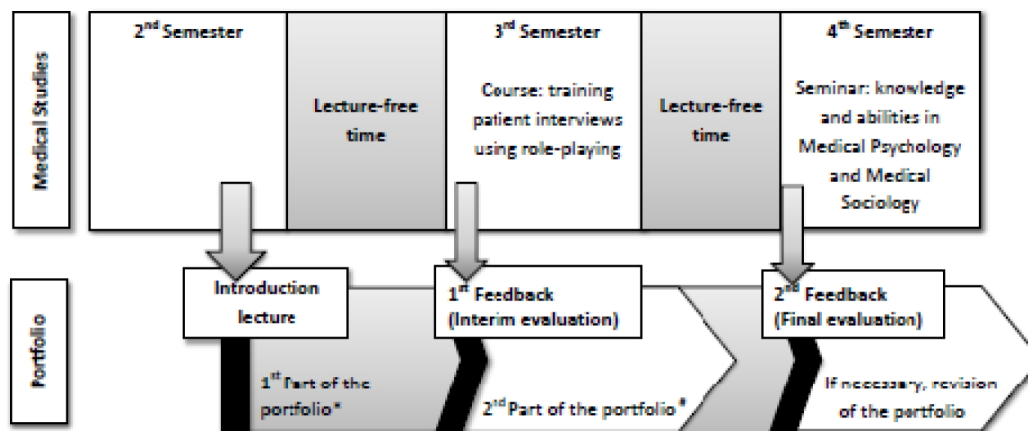 Medical Studies
2nd Semester
Lecture-free
time
3rd Semester
Course: training
patient interviews
using role-playing
Lecture-free
time
4th Semester
Seminar: knowledge
and abilities in
Medical Psychology
and Medical
Sociology
Portfolio
Introduction
lecture
1st Feedback
(Interim evaluation)
2nd Feedback
(Final evaluation)
1st Part of the
portfolio*
2nd Part of the portfolio#
If necessary, revision
of the portfolio